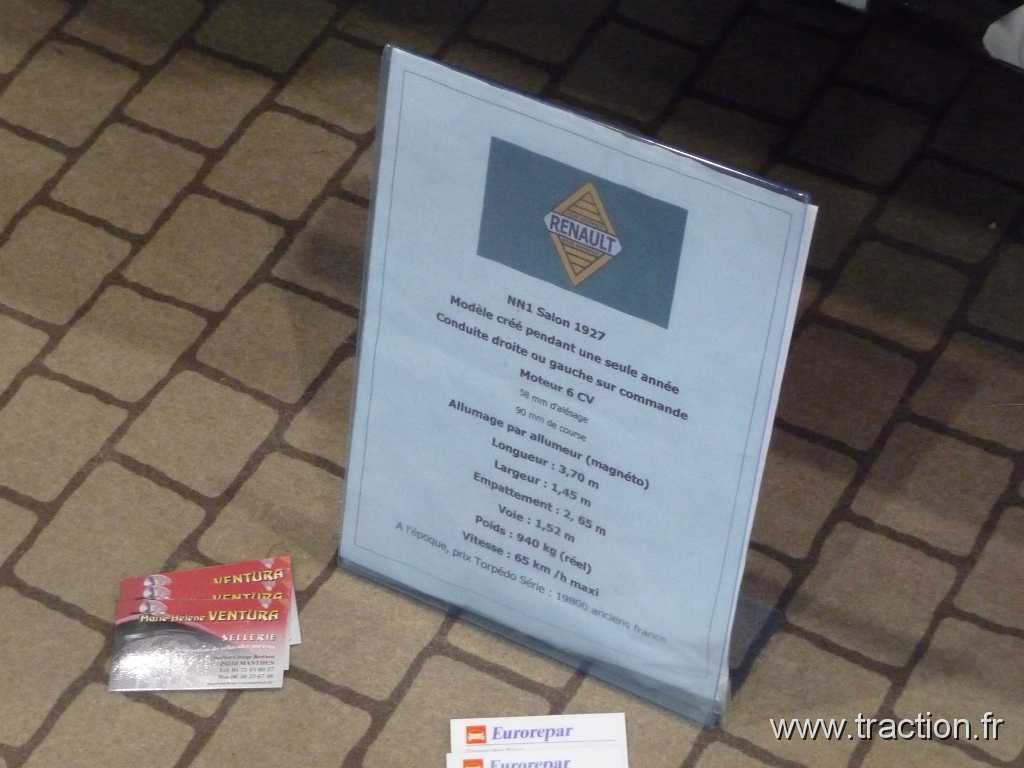 RENAULT
NN1 Salon 1927
Modèle créé pendant une seule année
Conduite droite ou gauche sur commande
Moteur 6 CV
58 mm d'alésage
90 mm de course
Allumage par allumeur (magnéto)
Longueur : 3,70 m
Largeur : 1,45 m
Empattement : 2, 65 m
Voie : 1,52 m
Poids : 940 kg (réel)
Vitesse : 65 km /h maxi
A l'époque, prix Torpédo Série : 19800 anciens francs
VENTURA
VENTURA
Marie Hélène VENTURA
SELLERIE
Eurorepar
Eurorepar
www.traction.fr